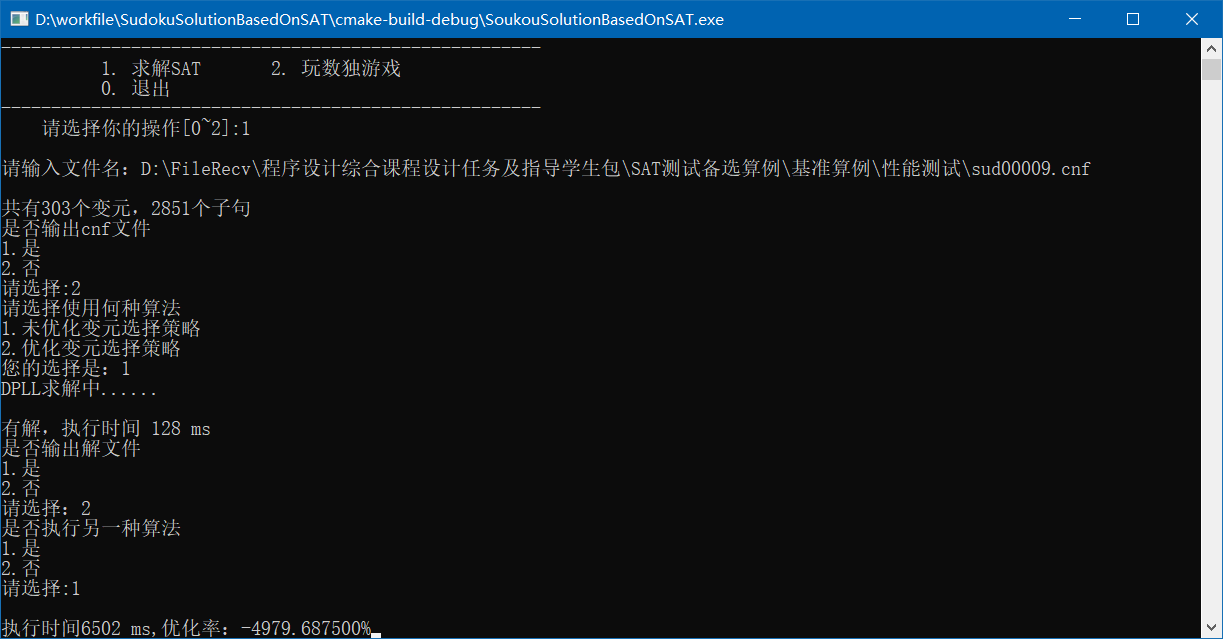 D:\workfile\SudokuSolutionBasedOnSAT\cmake-build-debug\SoukouSolutionBasedOnSAT.exe
------------------------------------------------------
1. 求解SAT 2. 玩数独游戏
0. 退出
------------------------------------------------------
请选择你的操作[0~2]:1
请输入文件名：D:\FileRecv\程序设计综合课程设计任务及指导学生包\SAT测试备选算例\基准算例\性能测试\sud00009.cnf
共有303个变元，2851个子句
是否输出cnf文件
1.是
2.否
请选择:2
请选择使用何种算法
1.未优化变元选择策略
2.优化变元选择策略
您的选择是：1
DPLL求解中......
有解，执行时间 128 ms
是否输出解文件
1.是
2.否
请选择：2
是否执行另一种算法
1.是
2.否
请选择:1
执行时间6502 ms,优化率：-4979.687500%